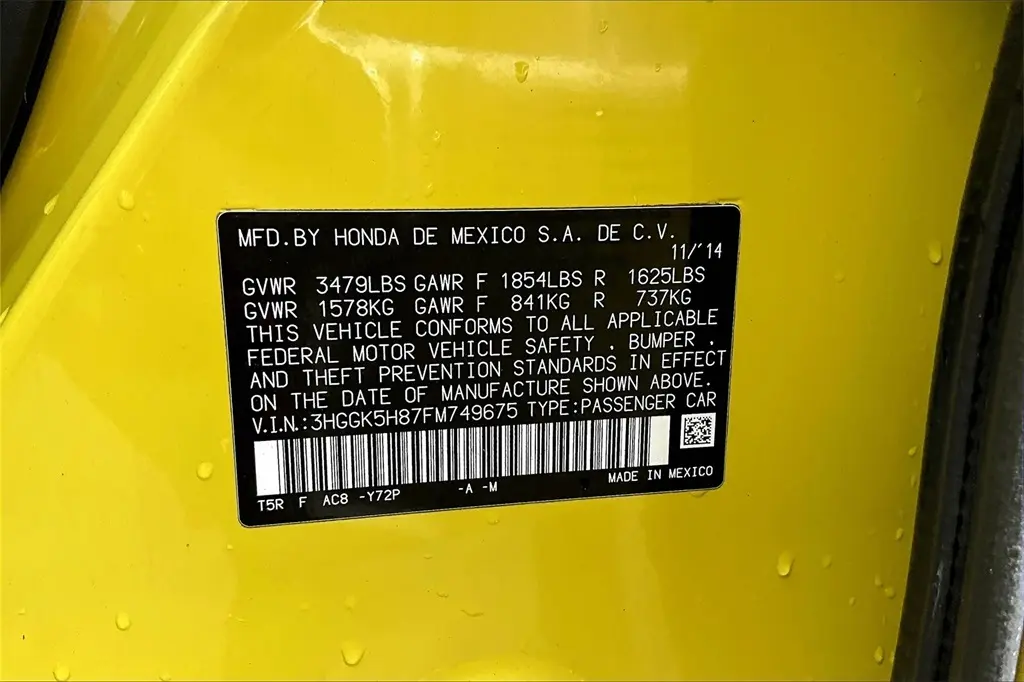 MFD.BY HONDA DE MEXICO S.A. DE C.V.
11/'14
GVWR 3479LBS GAWR F 1854LBS R 1625LBS
GVWR 1578KG GAWR F 841KG R 737KG
THIS VEHICLE CONFORMS TO ALL APPLICABLE
FEDERAL MOTOR VEHICLE SAFETY , BUMPER ,
AND THEFT PREVENTION STANDARDS IN EFFECT
ON THE DATE OF MANUFACTURE SHOWN ABOVE.
V.I.N.:3HGGK5H87FM749675 TYPE:PASSENGER CAR
MADE IN MEXICO
T5R F AC8 -Y72P -A -M